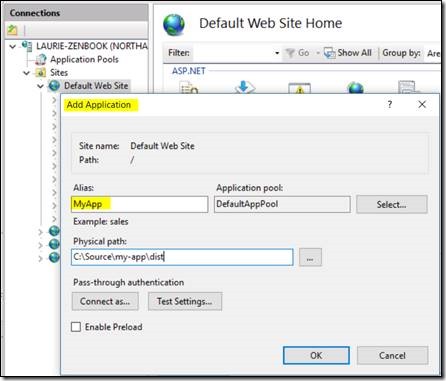 Connections
LAURIE-ZENBOOK (NORTHA
Application Pools
Sites
Default Web Site
Default Web Site Home
Filter:
Go
Show All
Group by:
Are
ASP.NET
Add Application
Site name: Default Web Site
Path: /
Alias:
Application pool:
MyApp
DefaultAppPool
Select...
Example: sales
Physical path:
C:\Source\my-app\dist
...
Pass-through authentication
Connect as...
Test Settings...
Enable Preload
OK
Cancel